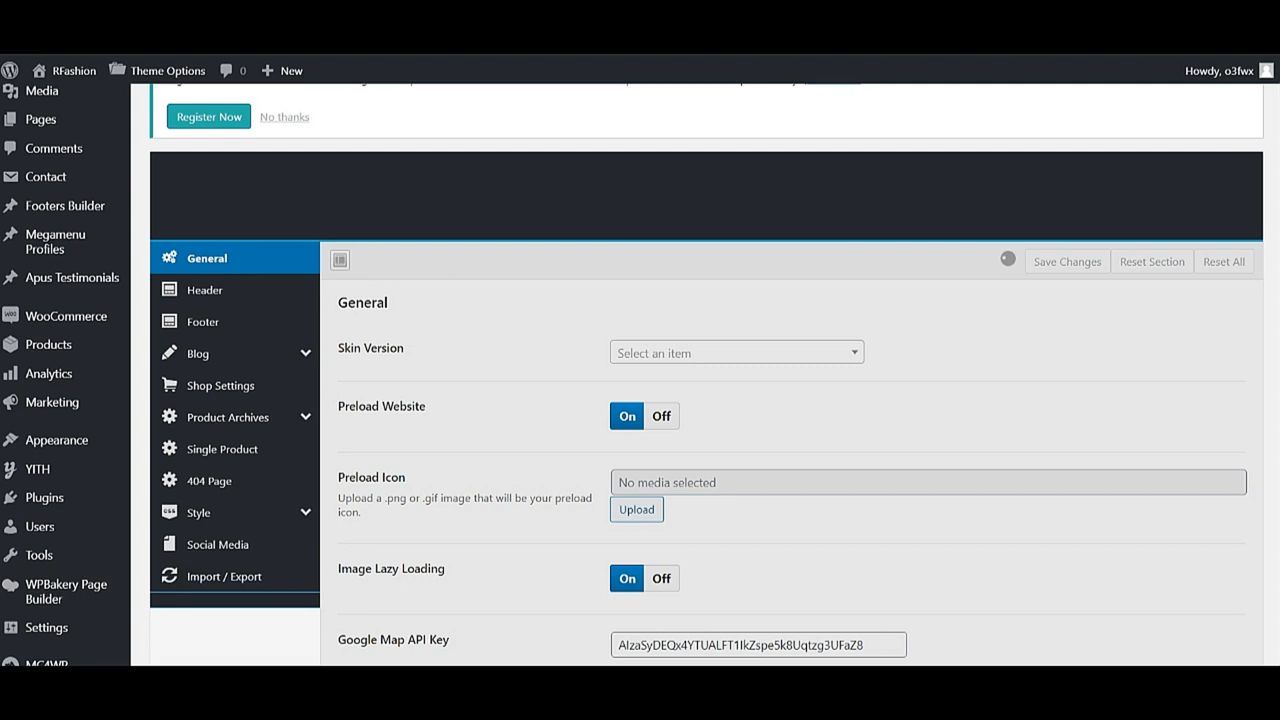 RFashion Theme Options 0 New Howdy, o3fwx
Media
Pages
Comments
Contact
Footers Builder
Megamenu
Profiles
Apus Testimonials
WooCommerce
Products
Analytics
Marketing
Appearance
YITH
Plugins
Users
Tools
WPBakery Page
Builder
Settings
MC4WP
Register Now No thanks
General
Header
Footer
Blog
Shop Settings
Product Archives
Single Product
404 Page
Style
Social Media
Import / Export
Save Changes Reset Section Reset All
General
Skin Version Select an item
Preload Website On Off
Preload Icon No media selected
Upload a .png or .gif image that will be your preload
icon.
Upload
Image Lazy Loading On Off
Google Map API Key AIzaSyDEQx4YTUALFT1IkZspe5k8Uqtzg3UFaZ8